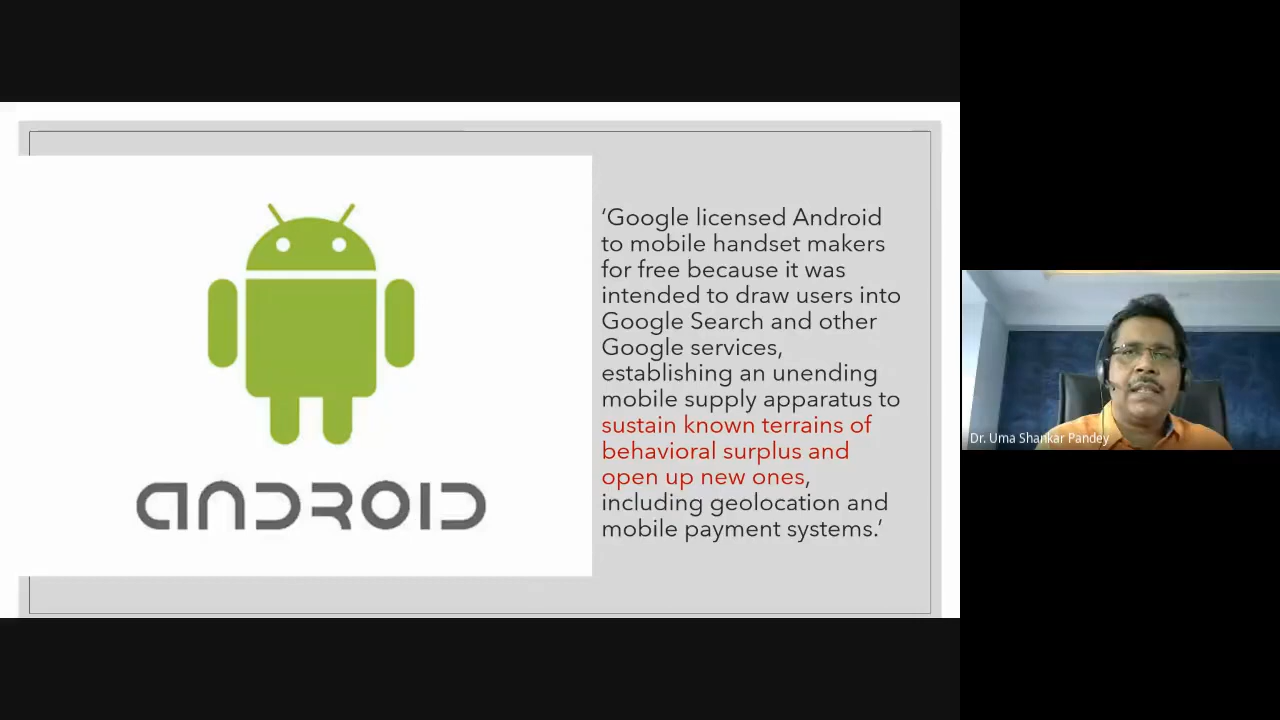 ‘Google licensed Android
to mobile handset makers
for free because it was
intended to draw users into
Google Search and other
Google services,
establishing an unending
mobile supply apparatus to
sustain known terrains of
behavioral surplus and
open up new ones,
including geolocation and
mobile payment systems.’
ANDROID
Dr. Uma Shankar Pandey